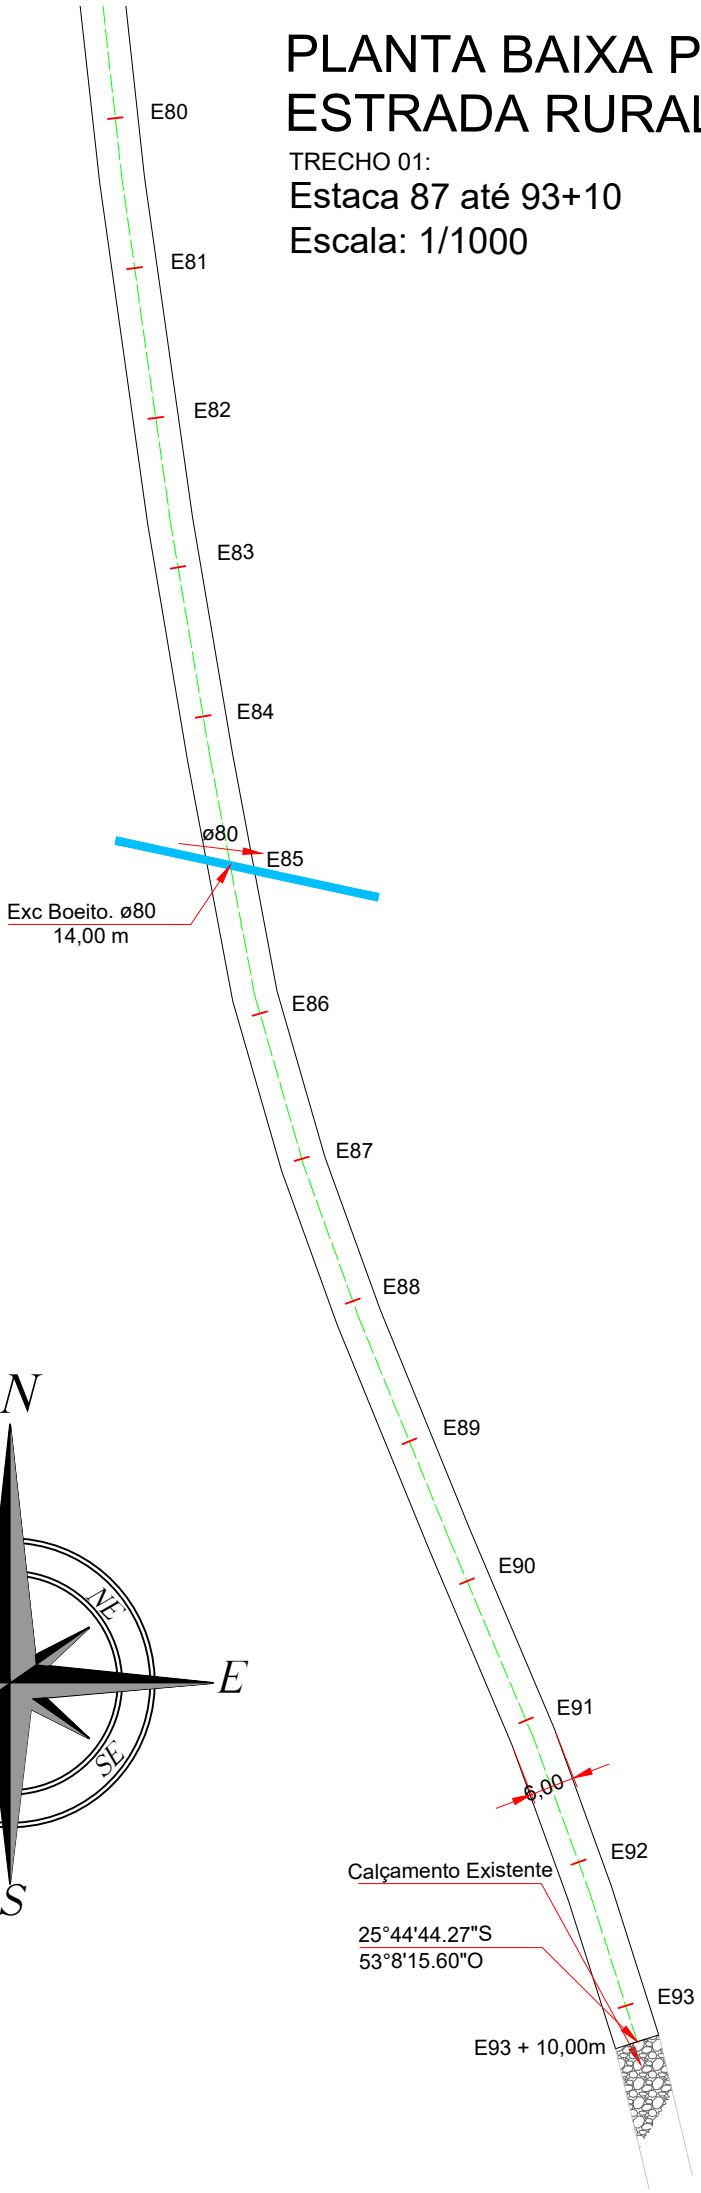 PLANTA BAIXA P
ESTRADA RURAL
TRECHO 01:
Estaca 87 até 93+10
Escala: 1/1000
E80
E81
E82
E83
E84
ø80
E85
Exc Boeito. ø80
14,00 m
E86
E87
E88
N
E89
E90
NE
E
E91
SE
6,00
E92
Calçamento Existente
S
25°44'44.27"S
53°8'15.60"O
E93
E93 + 10,00m